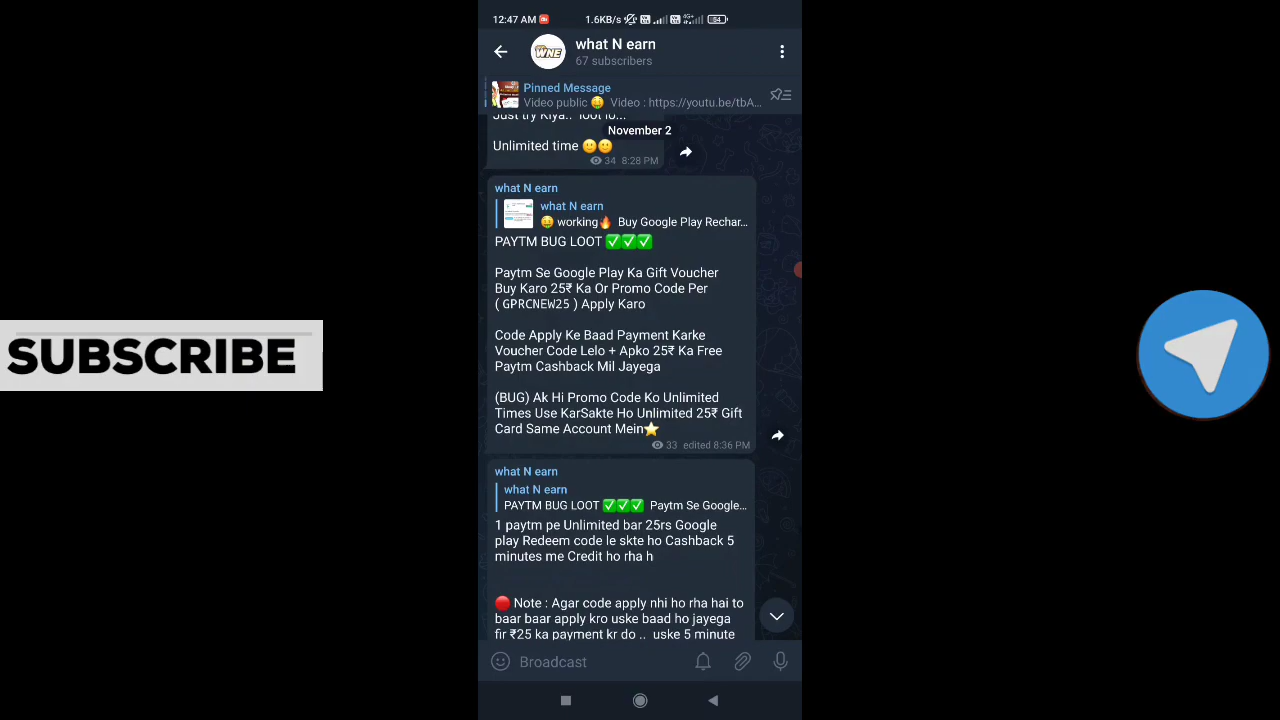 12:47 AM
1.6KB/s
4G+
54
what N earn
67 subscribers
WNE
Pinned Message
Video public 🤑 Video : https://youtu.be/tbA...
Just try Kiya.. loot lo...
November 2
Unlimited time 🙂🙂
34 8:28 PM
what N earn
what N earn
🤑 working🔥 Buy Google Play Rechar...
PAYTM BUG LOOT ✅✅✅
Paytm Se Google Play Ka Gift Voucher
Buy Karo 25₹ Ka Or Promo Code Per
( GPRCNEW25 ) Apply Karo
Code Apply Ke Baad Payment Karke
Voucher Code Lelo + Apko 25₹ Ka Free
Paytm Cashback Mil Jayega
(BUG) Ak Hi Promo Code Ko Unlimited
Times Use KarSakte Ho Unlimited 25₹ Gift
Card Same Account Mein⭐
33 edited 8:36 PM
what N earn
what N earn
PAYTM BUG LOOT ✅✅✅ Paytm Se Google...
1 paytm pe Unlimited bar 25rs Google
play Redeem code le skte ho Cashback 5
minutes me Credit ho rha h
🔴 Note : Agar code apply nhi ho rha hai to
baar baar apply kro uske baad ho jayega
fir ₹25 ka payment kr do .. uske 5 minute
Broadcast
SUBSCRIBE